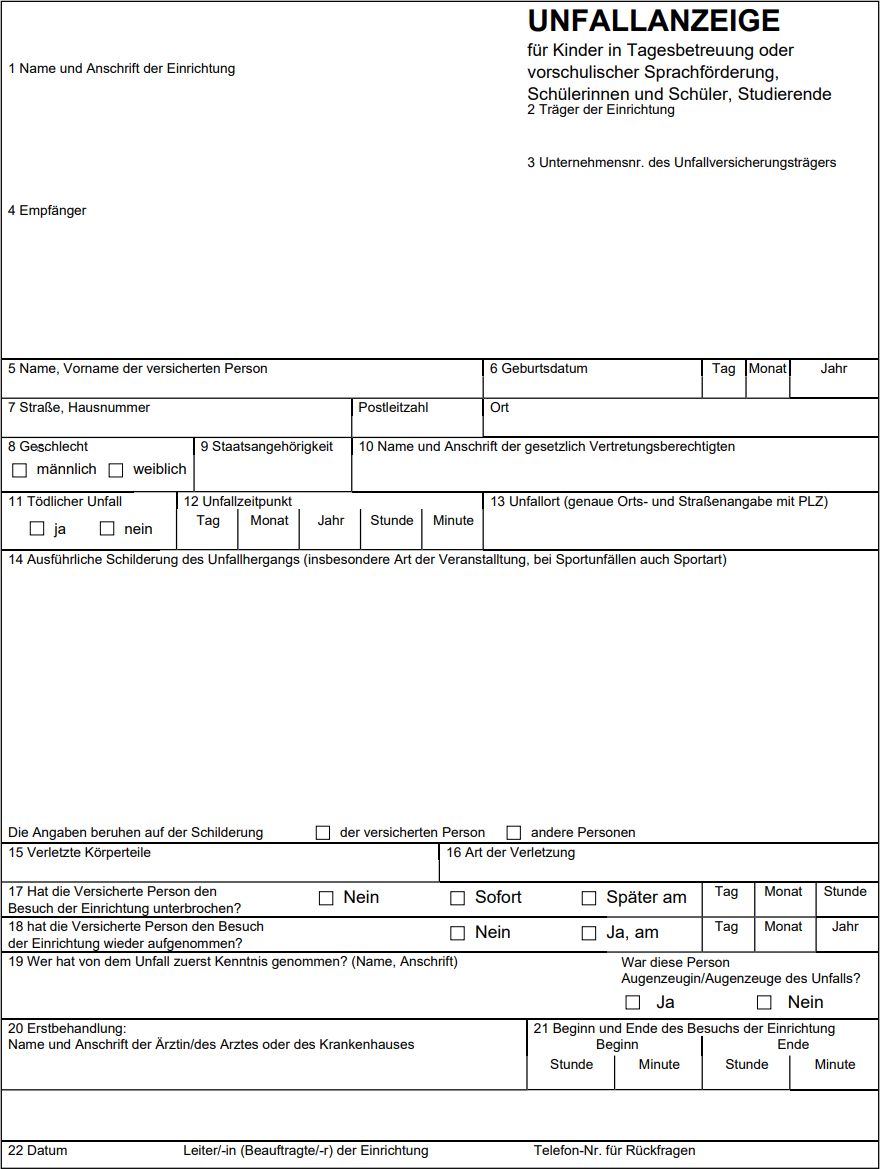 UNFALLANZEIGE
für Kinder in Tagesbetreuung oder
vorschulischer Sprachförderung,
Schülerinnen und Schüler, Studierende
1 Name und Anschrift der Einrichtung
2 Träger der Einrichtung
3 Unternehmensnr. des Unfallversicherungsträgers
4 Empfänger
5 Name, Vorname der versicherten Person
6 Geburtsdatum
Tag
Monat
Jahr
7 Straße, Hausnummer
Postleitzahl
Ort
8 Geschlecht
männlich
weiblich
9 Staatsangehörigkeit
10 Name und Anschrift der gesetzlich Vertretungsberechtigten
11 Tödlicher Unfall
ja
nein
12 Unfallzeitpunkt
Tag
Monat
Jahr
Stunde
Minute
13 Unfallort (genaue Orts- und Straßenangabe mit PLZ)
14 Ausführliche Schilderung des Unfallhergangs (insbesondere Art der Veranstalltung, bei Sportunfällen auch Sportart)
Die Angaben beruhen auf der Schilderung
der versicherten Person
andere Personen
15 Verletzte Körperteile
16 Art der Verletzung
17 Hat die Versicherte Person den
Besuch der Einrichtung unterbrochen?
Nein
Sofort
Später am
Tag
Monat
Stunde
18 hat die Versicherte Person den Besuch
der Einrichtung wieder aufgenommen?
Nein
Ja, am
Tag
Monat
Jahr
19 Wer hat von dem Unfall zuerst Kenntnis genommen? (Name, Anschrift)
War diese Person
Augenzeugin/Augenzeuge des Unfalls?
Ja
Nein
20 Erstbehandlung:
Name und Anschrift der Ärztin/des Arztes oder des Krankenhauses
21 Beginn und Ende des Besuchs der Einrichtung
Beginn
Ende
Stunde
Minute
Stunde
Minute
22 Datum
Leiter/-in (Beauftragte/-r) der Einrichtung
Telefon-Nr. für Rückfragen